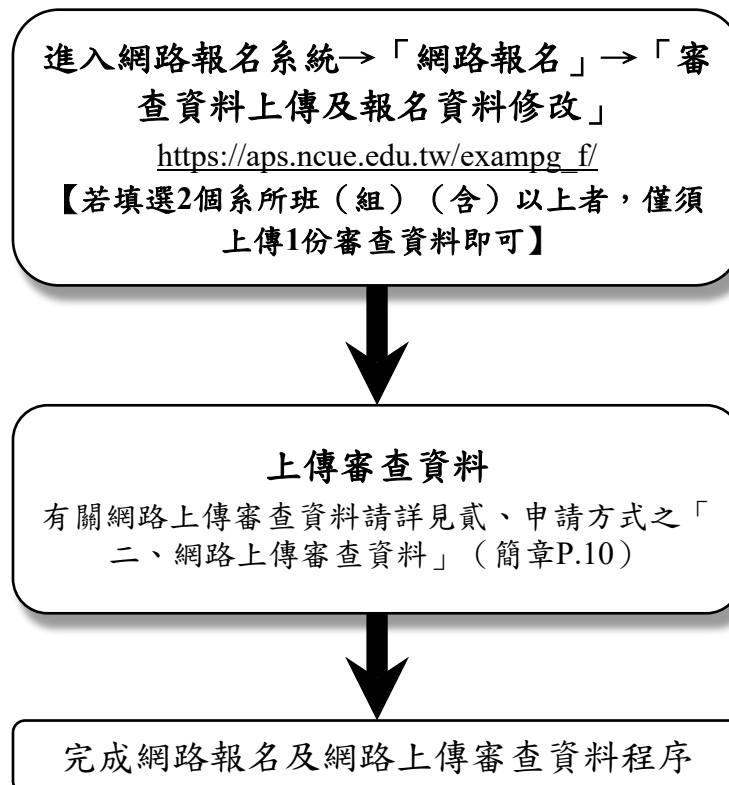 進入網路報名系統→「網路報名」→「審
查資料上傳及報名資料修改」
https://aps.ncue.edu.tw/exampg_f/
【若填選2個系所班（組）（含）以上者，僅須
上傳1份審查資料即可】
上傳審查資料
有關網路上傳審查資料請詳見貳、申請方式之「
二、網路上傳審查資料」（簡章P.10）
完成網路報名及網路上傳審查資料程序